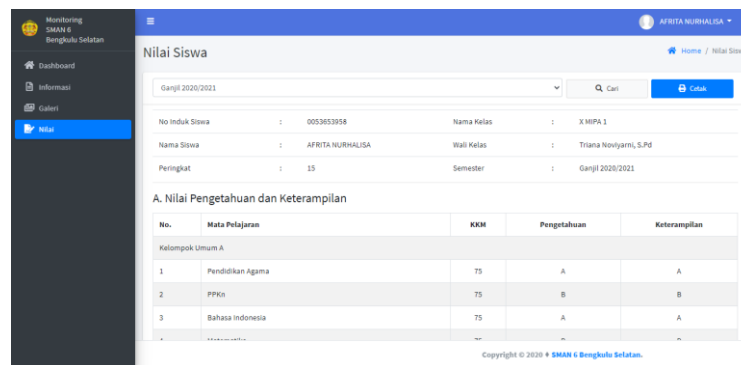 Monitoring
SMAN 6
Bengkulu Selatan
AFRITA NURHALISA
Dashboard
Informasi
Galeri
Nilai
Nilai Siswa
Home / Nilai Sisw
Ganjil 2020/2021
Cari
Cetak
No Induk Siswa : 0053653958 Nama Kelas : X MIPA 1
Nama Siswa : AFRITA NURHALISA Wali Kelas : Triana Noviyarni, S.Pd
Peringkat : 15 Semester : Ganjil 2020/2021
A. Nilai Pengetahuan dan Keterampilan
No. Mata Pelajaran KKM Pengetahuan Keterampilan
Kelompok Umum A
1 Pendidikan Agama 75 A A
2 PPKn 75 B B
3 Bahasa Indonesia 75 A A
Copyright © 2020 # SMAN 6 Bengkulu Selatan.